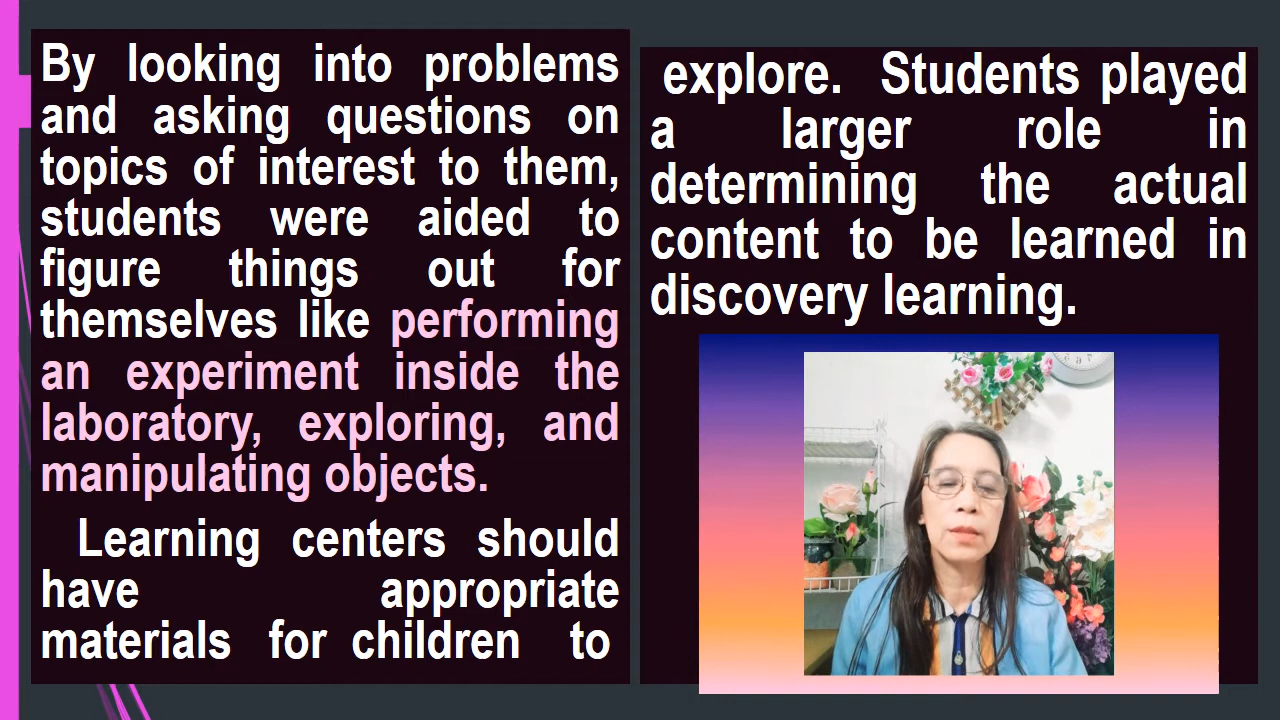 By looking into problems
and asking questions on
topics of interest to them,
students were aided to
figure things out for
themselves like performing
an experiment inside the
laboratory, exploring, and
manipulating objects.
Learning centers should
have appropriate
materials for children to
explore. Students played
a larger role in
determining the actual
content to be learned in
discovery learning.